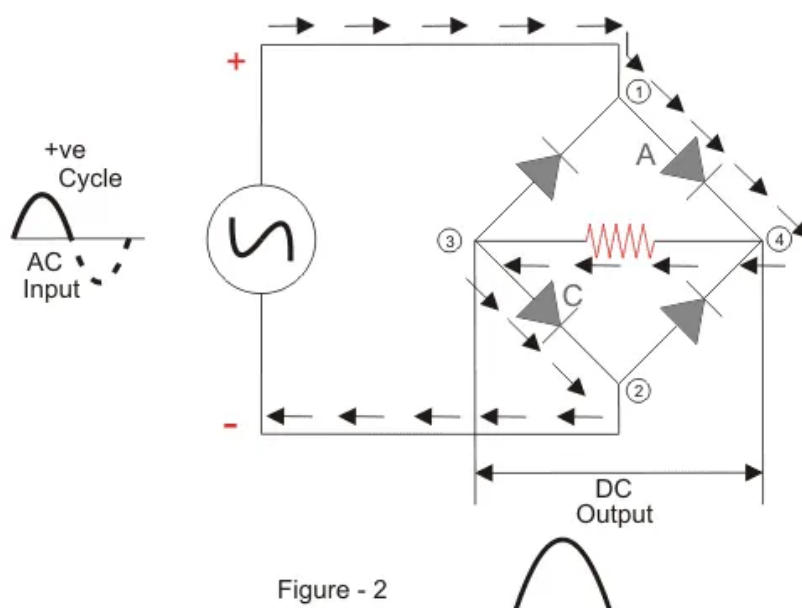 +
①
+ve
Cycle
A
③
④
AC
Input
C
②
-
DC
Output
Figure - 2